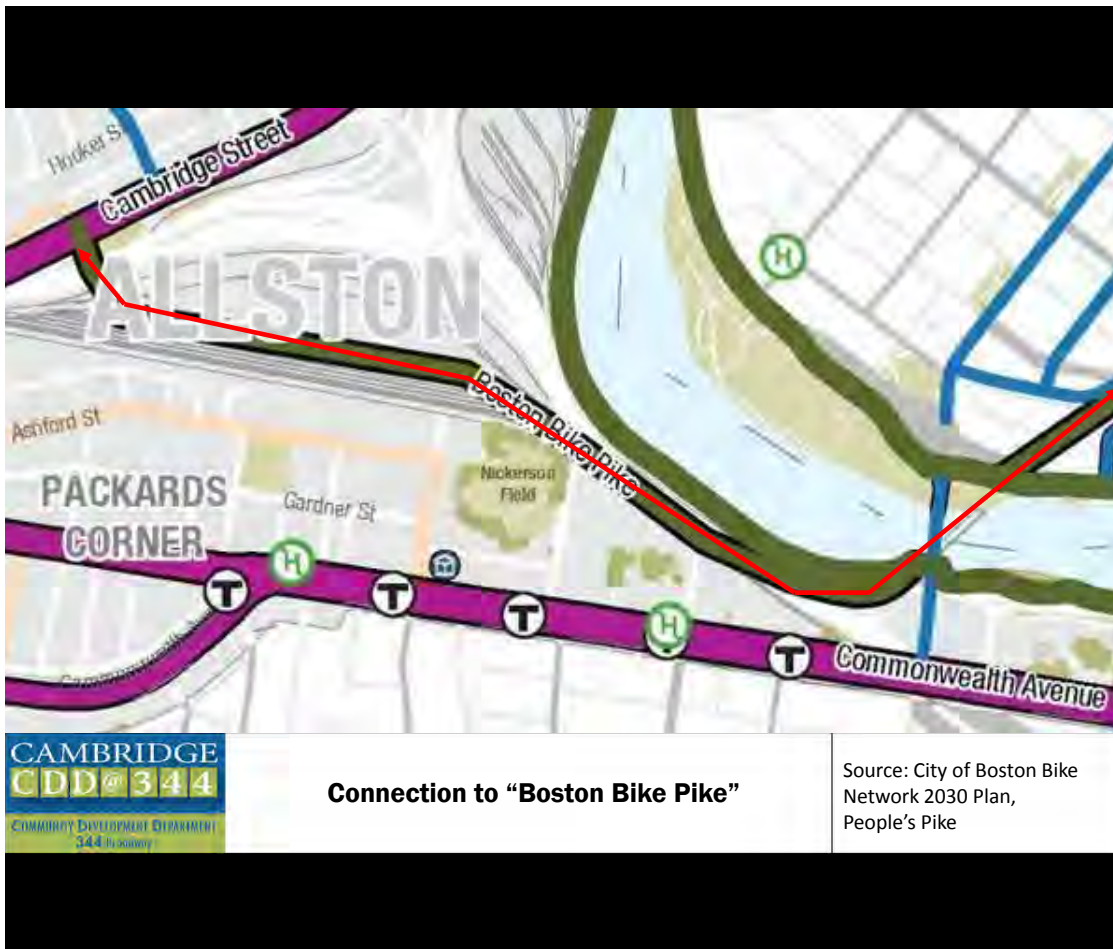 Hooker S
Cambridge Street
ALLSTON
H
Boston Bike Pike
Ashford St
Nickerson
Field
PACKARDS
CORNER
Gardner St
H
T
T
T
H
T
Commonwealth Avenue
CAMBRIDGE
CDD@344
COMMUNITY DEVELOPMENT DEPARTMENT
344 Broadway
Connection to “Boston Bike Pike”
Source: City of Boston Bike
Network 2030 Plan,
People’s Pike